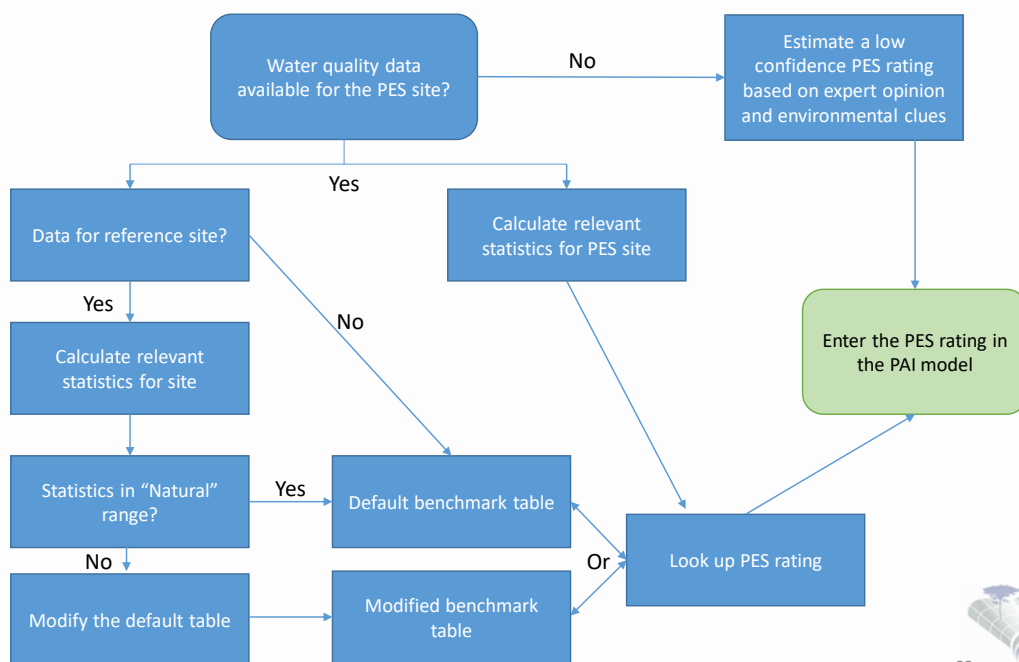 Water quality data
available for the PES site?
No
Estimate a low
confidence PES rating
based on expert opinion
and environmental clues
Yes
Data for reference site?
Calculate relevant
statistics for PES site
Yes
No
Calculate relevant
statistics for site
Enter the PES rating in
the PAI model
Statistics in “Natural”
range?
Yes
Default benchmark table
No
Or
Look up PES rating
Modify the default table
Modified benchmark
table